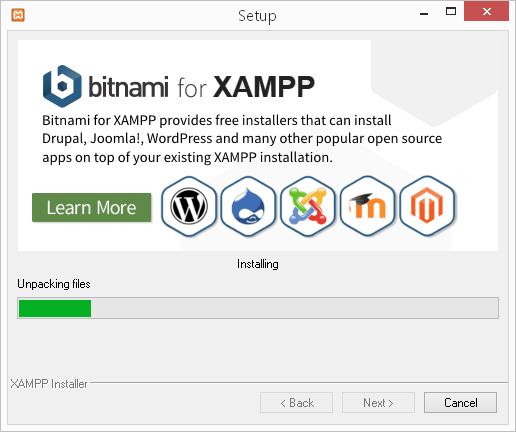 Setup
bitnami for XAMPP
Bitnami for XAMPP provides free installers that can install
Drupal, Joomla!, WordPress and many other popular open source
apps on top of your existing XAMPP installation.
Learn More
Installing
Unpacking files
XAMPP Installer
< Back
Next >
Cancel